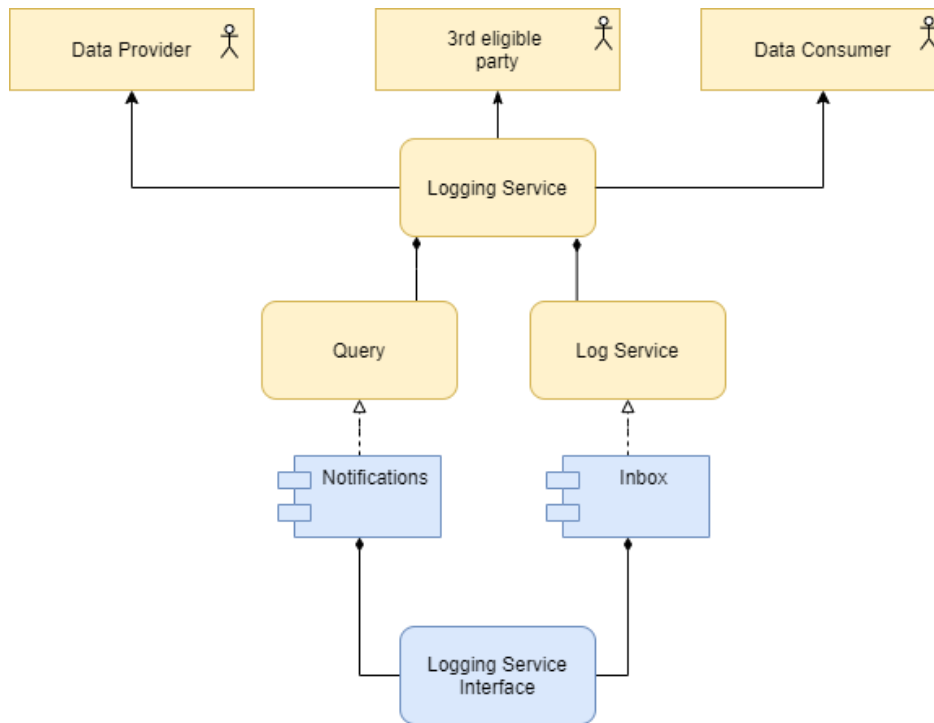 Data Provider
3rd eligible
party
Data Consumer
Logging Service
Query
Log Service
Notifications
Inbox
Logging Service
Interface